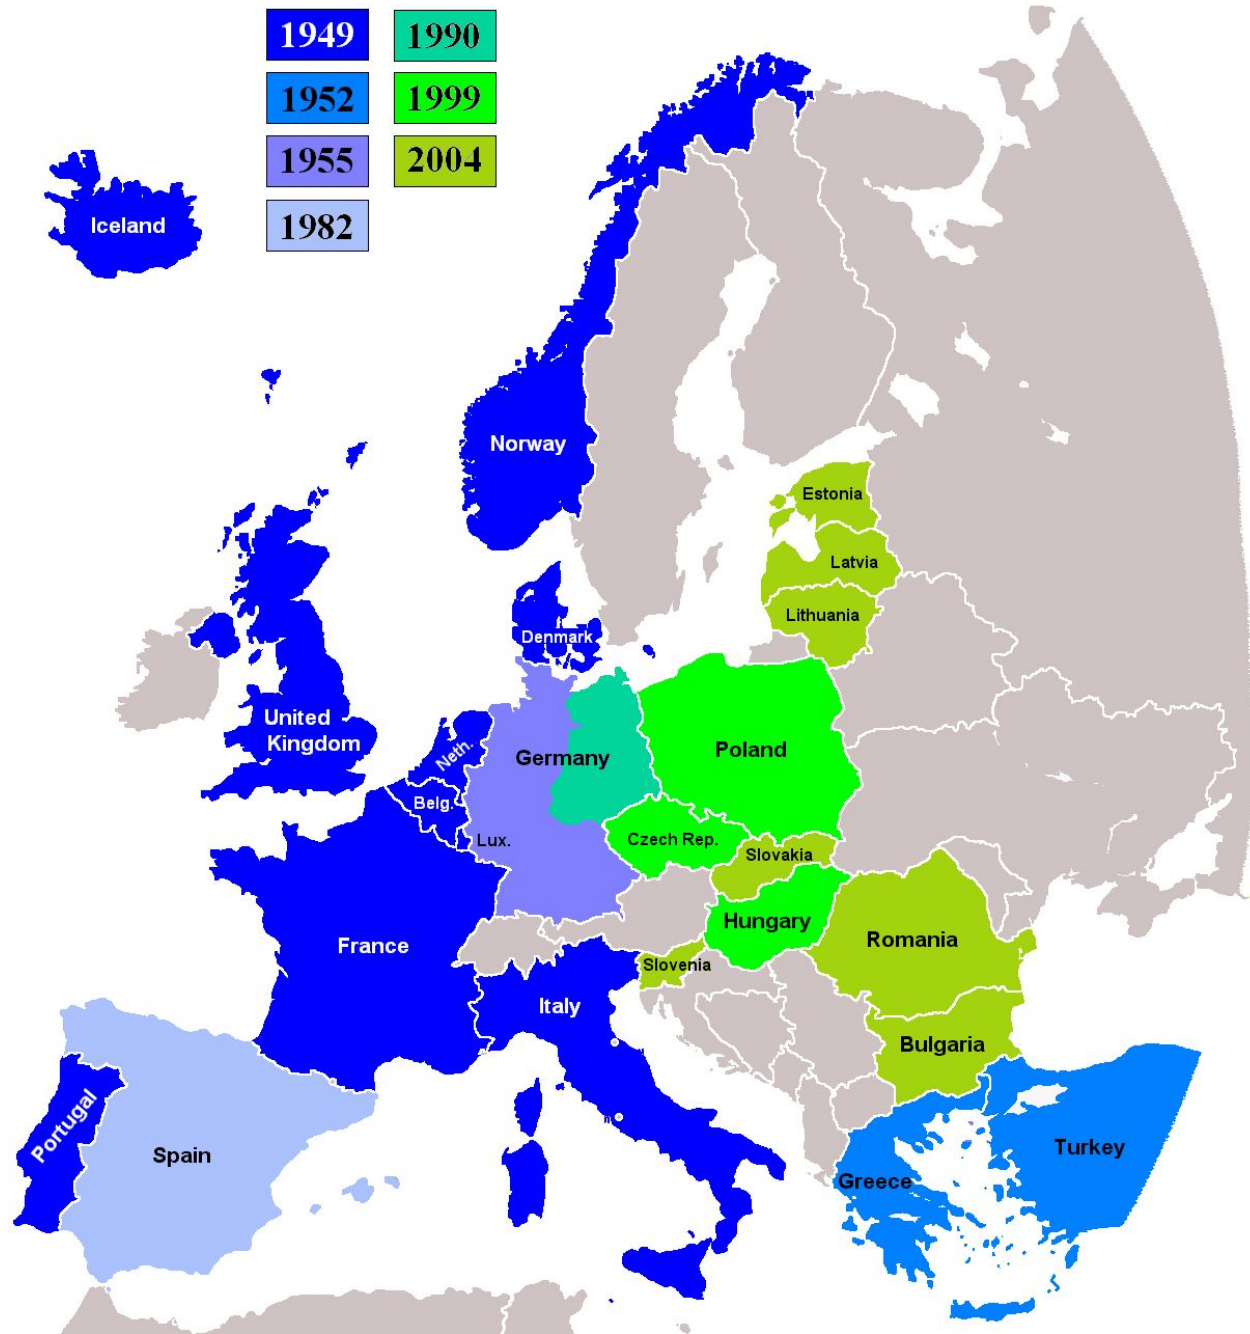 1949
1990
1952
1999
1955
2004
1982
Iceland
Norway
Estonia
Latvia
Lithuania
Denmark
United
Kingdom
Neth.
Germany
Poland
Belg.
Lux.
Czech Rep.
Slovakia
Hungary
France
Romania
Slovenia
Italy
Bulgaria
Portugal
Spain
Turkey
Greece